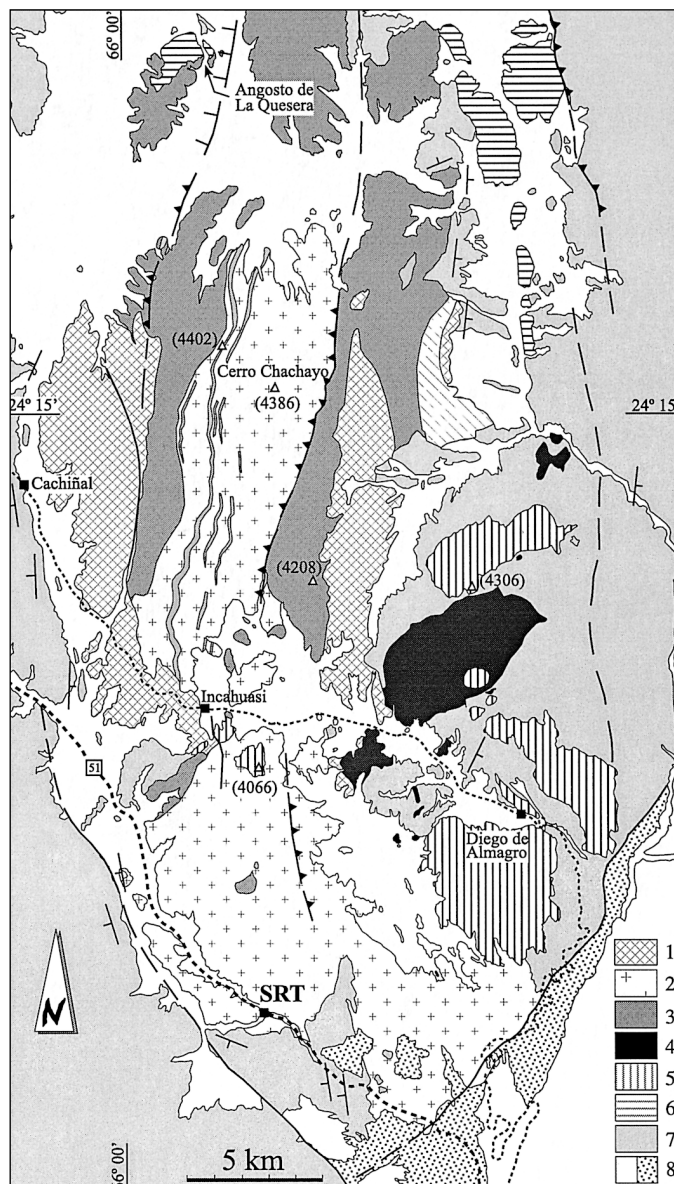 66° 00'
Angosto de
La Quesera
(4402)
Cerro Chachayo
(4386)
24° 15'
24° 15'
Cachiñal
(4208)
(4306)
Incahuasi
51
(4066)
Diego de
Almagro
1
2
3
4
5
6
7
8
SRT
N
66° 00'
5 km